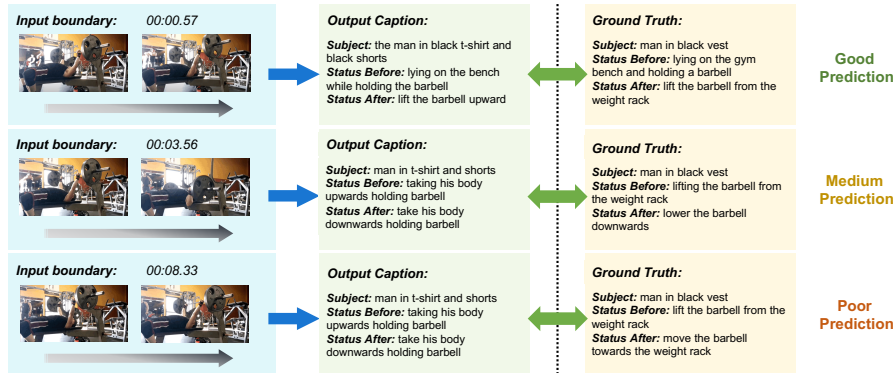 Input boundary: 00:00.57
Output Caption:
Subject: the man in black t-shirt and
black shorts
Status Before: lying on the bench
while holding the barbell
Status After: lift the barbell upward
Ground Truth:
Subject: man in black vest
Status Before: lying on the gym
bench and holding a barbell
Status After: lift the barbell from the
weight rack
Good
Prediction
Input boundary: 00:03.56
Output Caption:
Subject: man in t-shirt and shorts
Status Before: taking his body
upwards holding barbell
Status After: take his body
downwards holding barbell
Ground Truth:
Subject: man in black vest
Status Before: lifting the barbell from
the weight rack
Status After: lower the barbell
downwards
Medium
Prediction
Input boundary: 00:08.33
Output Caption:
Subject: man in t-shirt and shorts
Status Before: taking his body
upwards holding barbell
Status After: take his body
downwards holding barbell
Ground Truth:
Subject: man in black vest
Status Before: lift the barbell from the
weight rack
Status After: move the barbell
towards the weight rack
Poor
Prediction